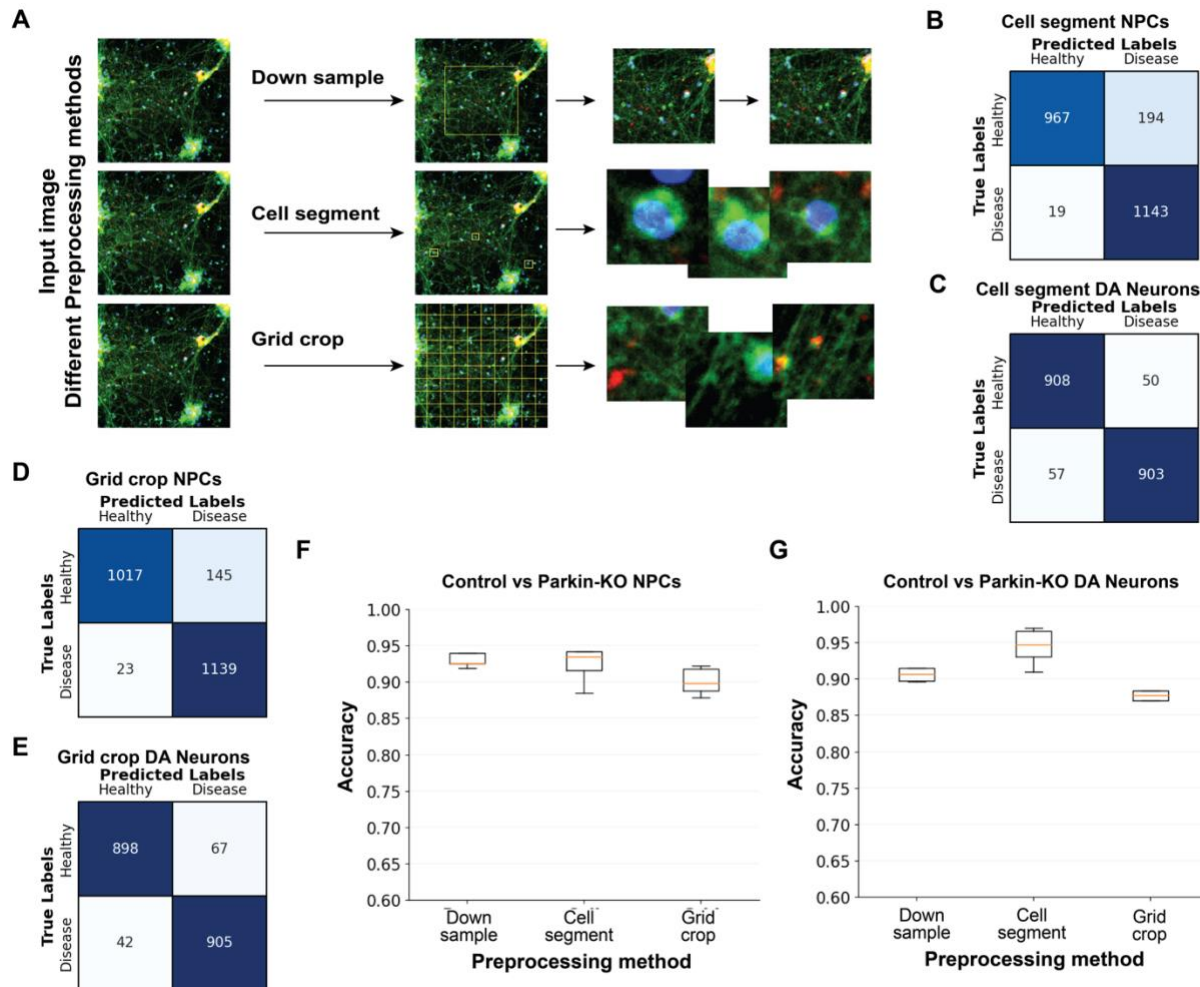 A
Input image
Different Preprocessing methods
Down sample
Cell segment
Grid crop
B
Cell segment NPCs
Predicted Labels
Healthy Disease
True Labels
Healthy
Disease
967 194
19 1143
C
Cell segment DA Neurons
Predicted Labels
Healthy Disease
True Labels
Healthy
Disease
908 50
57 903
D
Grid crop NPCs
Predicted Labels
Healthy Disease
True Labels
Healthy
Disease
1017 145
23 1139
E
Grid crop DA Neurons
Predicted Labels
Healthy Disease
True Labels
Healthy
Disease
898 67
42 905
F
Control vs Parkin-KO NPCs
Accuracy
1.00
0.95
0.90
0.85
0.80
0.75
0.70
0.65
0.60
Down sample
Cell segment
Grid crop
Preprocessing method
G
Control vs Parkin-KO DA Neurons
Accuracy
1.00
0.95
0.90
0.85
0.80
0.75
0.70
0.65
0.60
Down sample
Cell segment
Grid crop
Preprocessing method